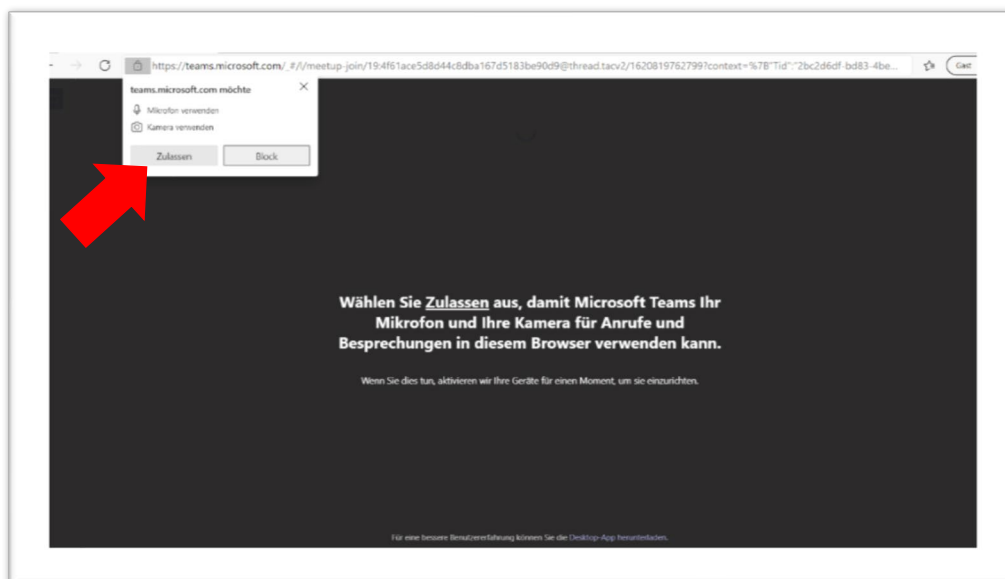 https://teams.microsoft.com/_#/l/meetup-join/19:4f61ace5d8d44c8dba167d5183be90d9@thread.tacv2/1620819762799?context=%7B"Tid":"2bc2d6df-bd83-4be...
Gast
teams.microsoft.com möchte
Mikrofon verwenden
Kamera verwenden
Zulassen
Block
Wählen Sie Zulassen aus, damit Microsoft Teams Ihr
Mikrofon und Ihre Kamera für Anrufe und
Besprechungen in diesem Browser verwenden kann.
Wenn Sie dies tun, aktivieren wir Ihre Geräte für einen Moment, um sie einzurichten.
Für eine bessere Benutzererfahrung können Sie die Desktop-App herunterladen.